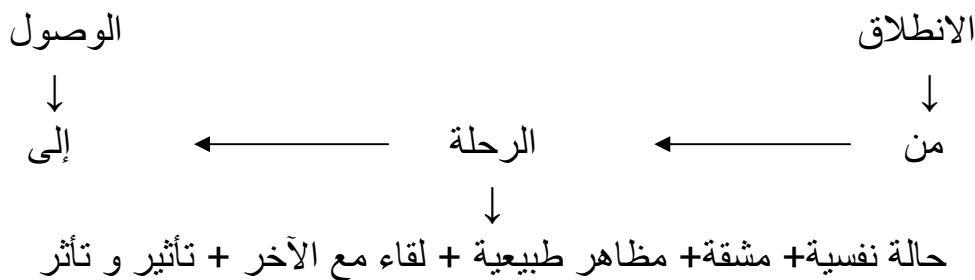 الانطلاق الوصول
↓ ↓
من ← الرحلة ← إلى
↓
حالة نفسية+ مشقة+ مظاهر طبيعية + لقاء مع الآخر + تأثير و تأثر